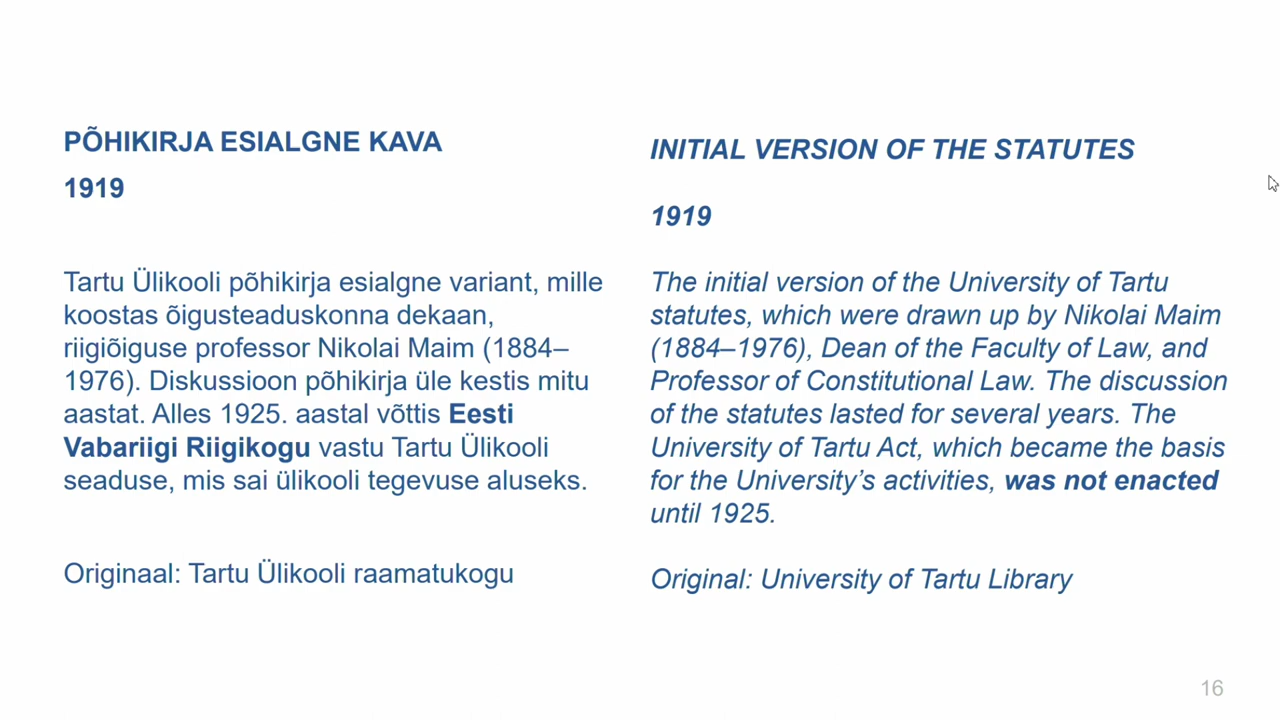 PÕHIKIRJA ESIALGNE KAVA
1919
Tartu Ülikooli põhikirja esialgne variant, mille
koostas õigusteaduskonna dekaan,
riigiõiguse professor Nikolai Maim (1884–
1976). Diskussioon põhikirja üle kestis mitu
aastat. Alles 1925. aastal võttis Eesti
Vabariigi Riigikogu vastu Tartu Ülikooli
seaduse, mis sai ülikooli tegevuse aluseks.
Originaal: Tartu Ülikooli raamatukogu
INITIAL VERSION OF THE STATUTES
1919
The initial version of the University of Tartu
statutes, which were drawn up by Nikolai Maim
(1884–1976), Dean of the Faculty of Law, and
Professor of Constitutional Law. The discussion
of the statutes lasted for several years. The
University of Tartu Act, which became the basis
for the University’s activities, was not enacted
until 1925.
Original: University of Tartu Library
16